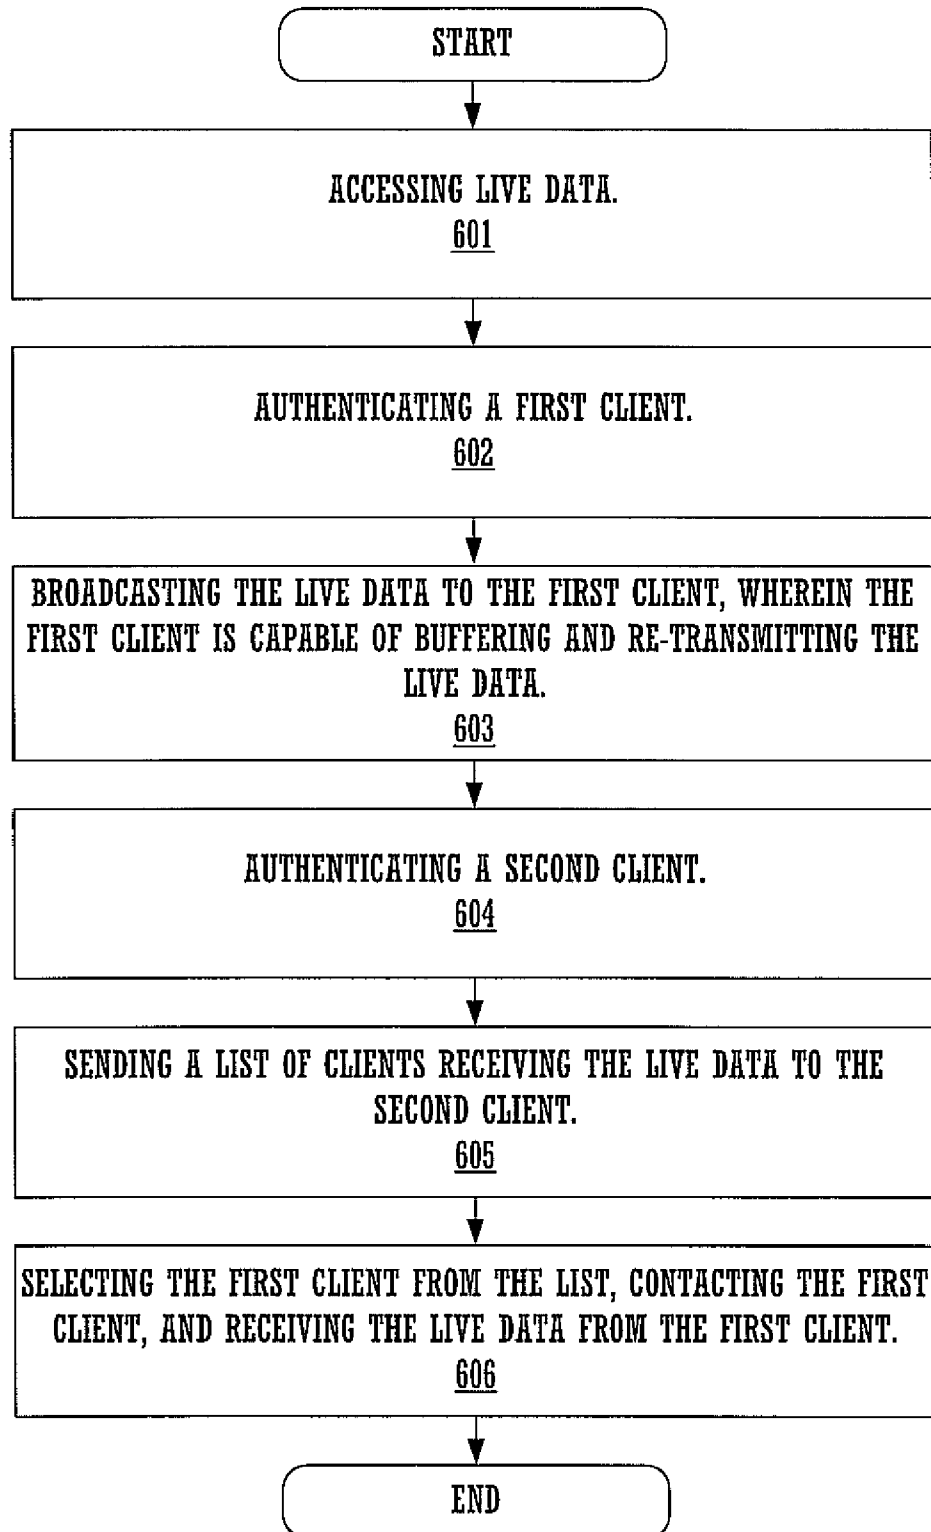 START
ACCESSING LIVE DATA.
601
AUTHENTICATING A FIRST CLIENT.
602
BROADCASTING THE LIVE DATA TO THE FIRST CLIENT, WHEREIN THE
FIRST CLIENT IS CAPABLE OF BUFFERING AND RE-TRANSMITTING THE
LIVE DATA.
603
AUTHENTICATING A SECOND CLIENT.
604
SENDING A LIST OF CLIENTS RECEIVING THE LIVE DATA TO THE
SECOND CLIENT.
605
SELECTING THE FIRST CLIENT FROM THE LIST, CONTACTING THE FIRST
CLIENT, AND RECEIVING THE LIVE DATA FROM THE FIRST CLIENT.
606
END